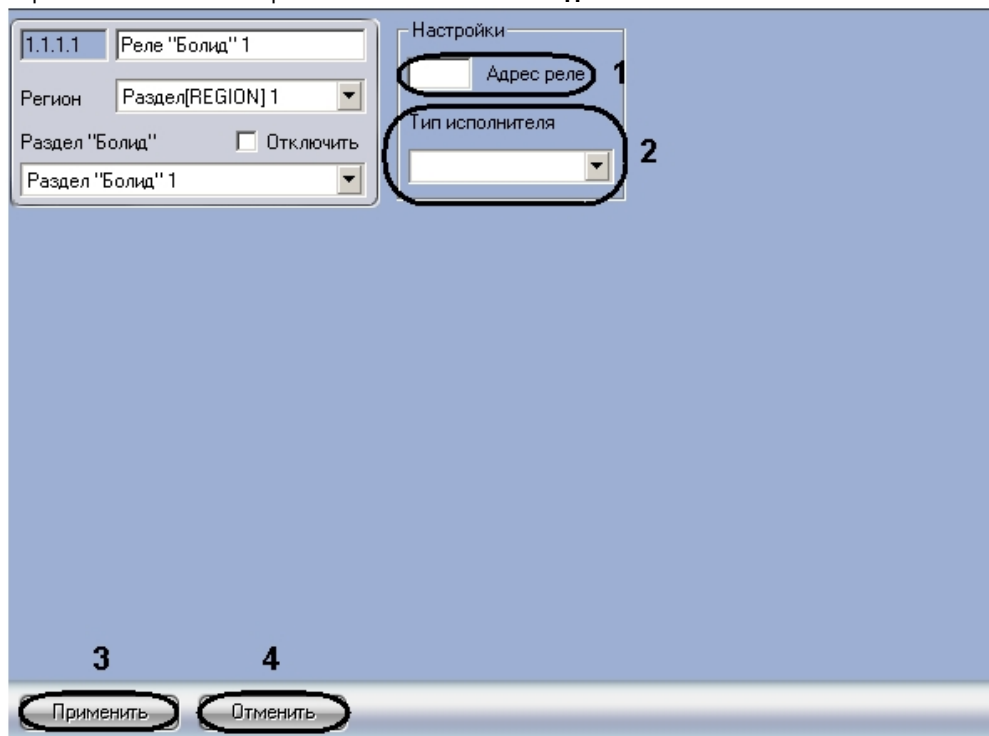 1.1.1.1 Реле "Болид" 1
Регион Раздел[REGION] 1
Раздел "Болид" Отключить
Раздел "Болид" 1
Настройки
Адрес реле 1
Тип исполнителя
2
3 4
Применить Отменить